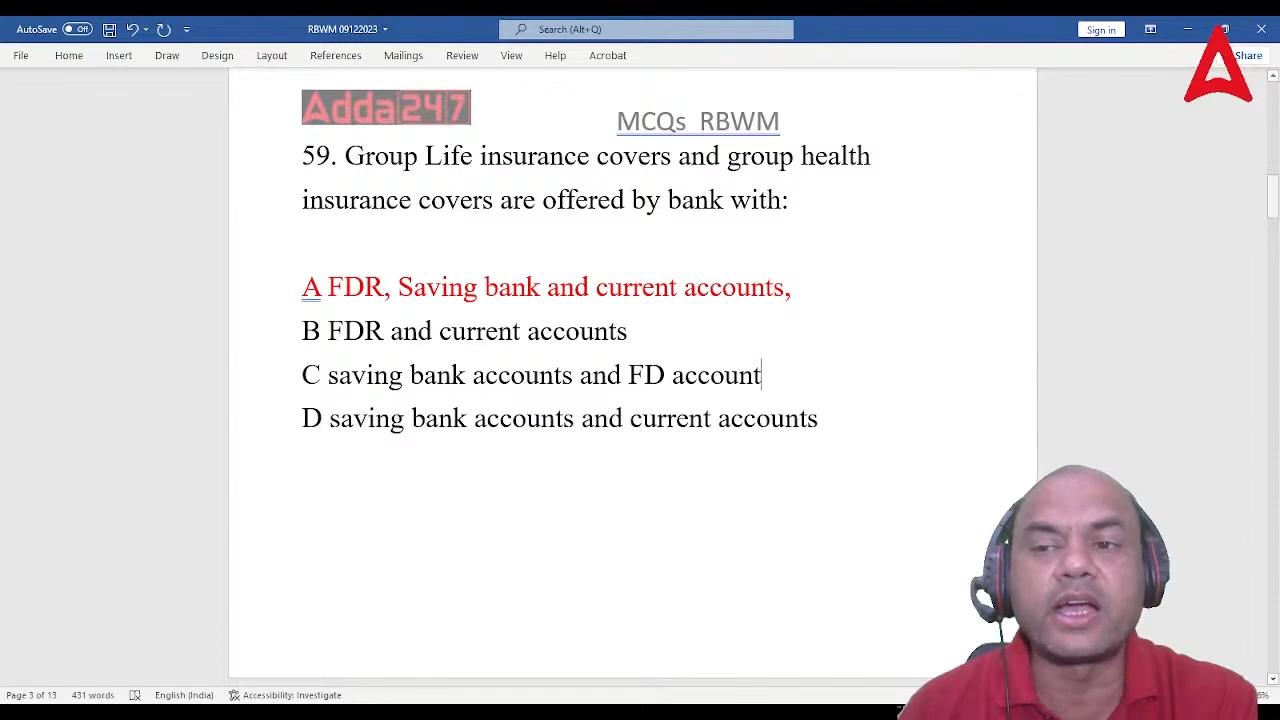 AutoSave Off RBWM 09122023 Search (Alt+Q) Sign in
File Home Insert Draw Design Layout References Mailings Review View Help Acrobat Share
Adda247
MCQs RBWM
59. Group Life insurance covers and group health
insurance covers are offered by bank with:
A FDR, Saving bank and current accounts,
B FDR and current accounts
C saving bank accounts and FD account
D saving bank accounts and current accounts
Page 3 of 13 431 words English (India) Accessibility: Investigate